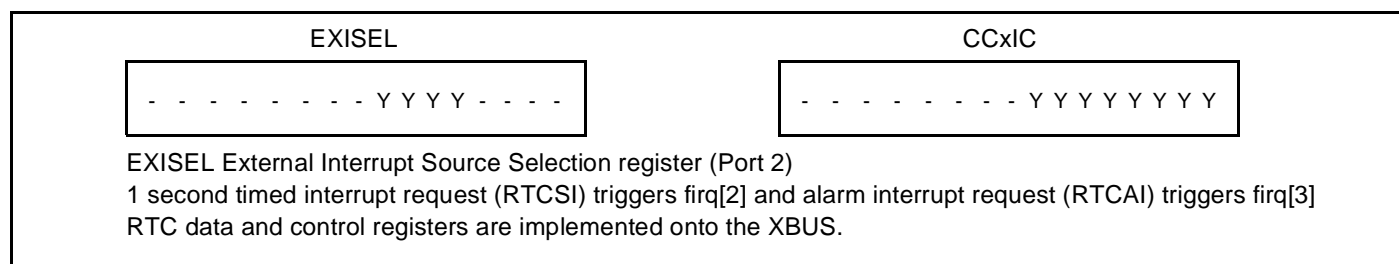 EXISEL
CCxIC
- - - - - - - - Y Y Y Y - - - -
- - - - - - - - Y Y Y Y Y Y Y Y
EXISEL External Interrupt Source Selection register (Port 2)
1 second timed interrupt request (RTCSI) triggers firq[2] and alarm interrupt request (RTCAI) triggers firq[3]
RTC data and control registers are implemented onto the XBUS.